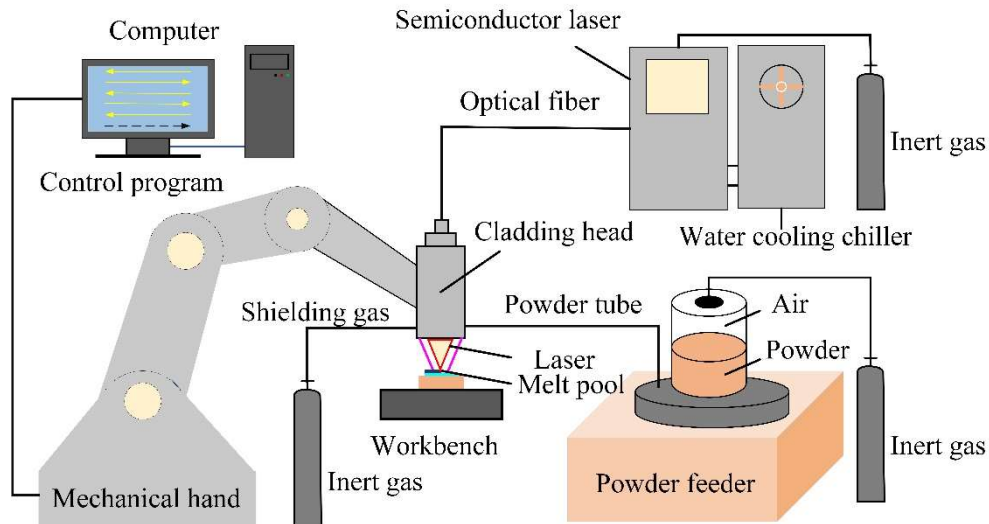 Computer
Semiconductor laser
Optical fiber
Inert gas
Control program
Cladding head
Water cooling chiller
Shielding gas
Powder tube
Air
Laser
Powder
Melt pool
Workbench
Inert gas
Inert gas
Mechanical hand
Powder feeder